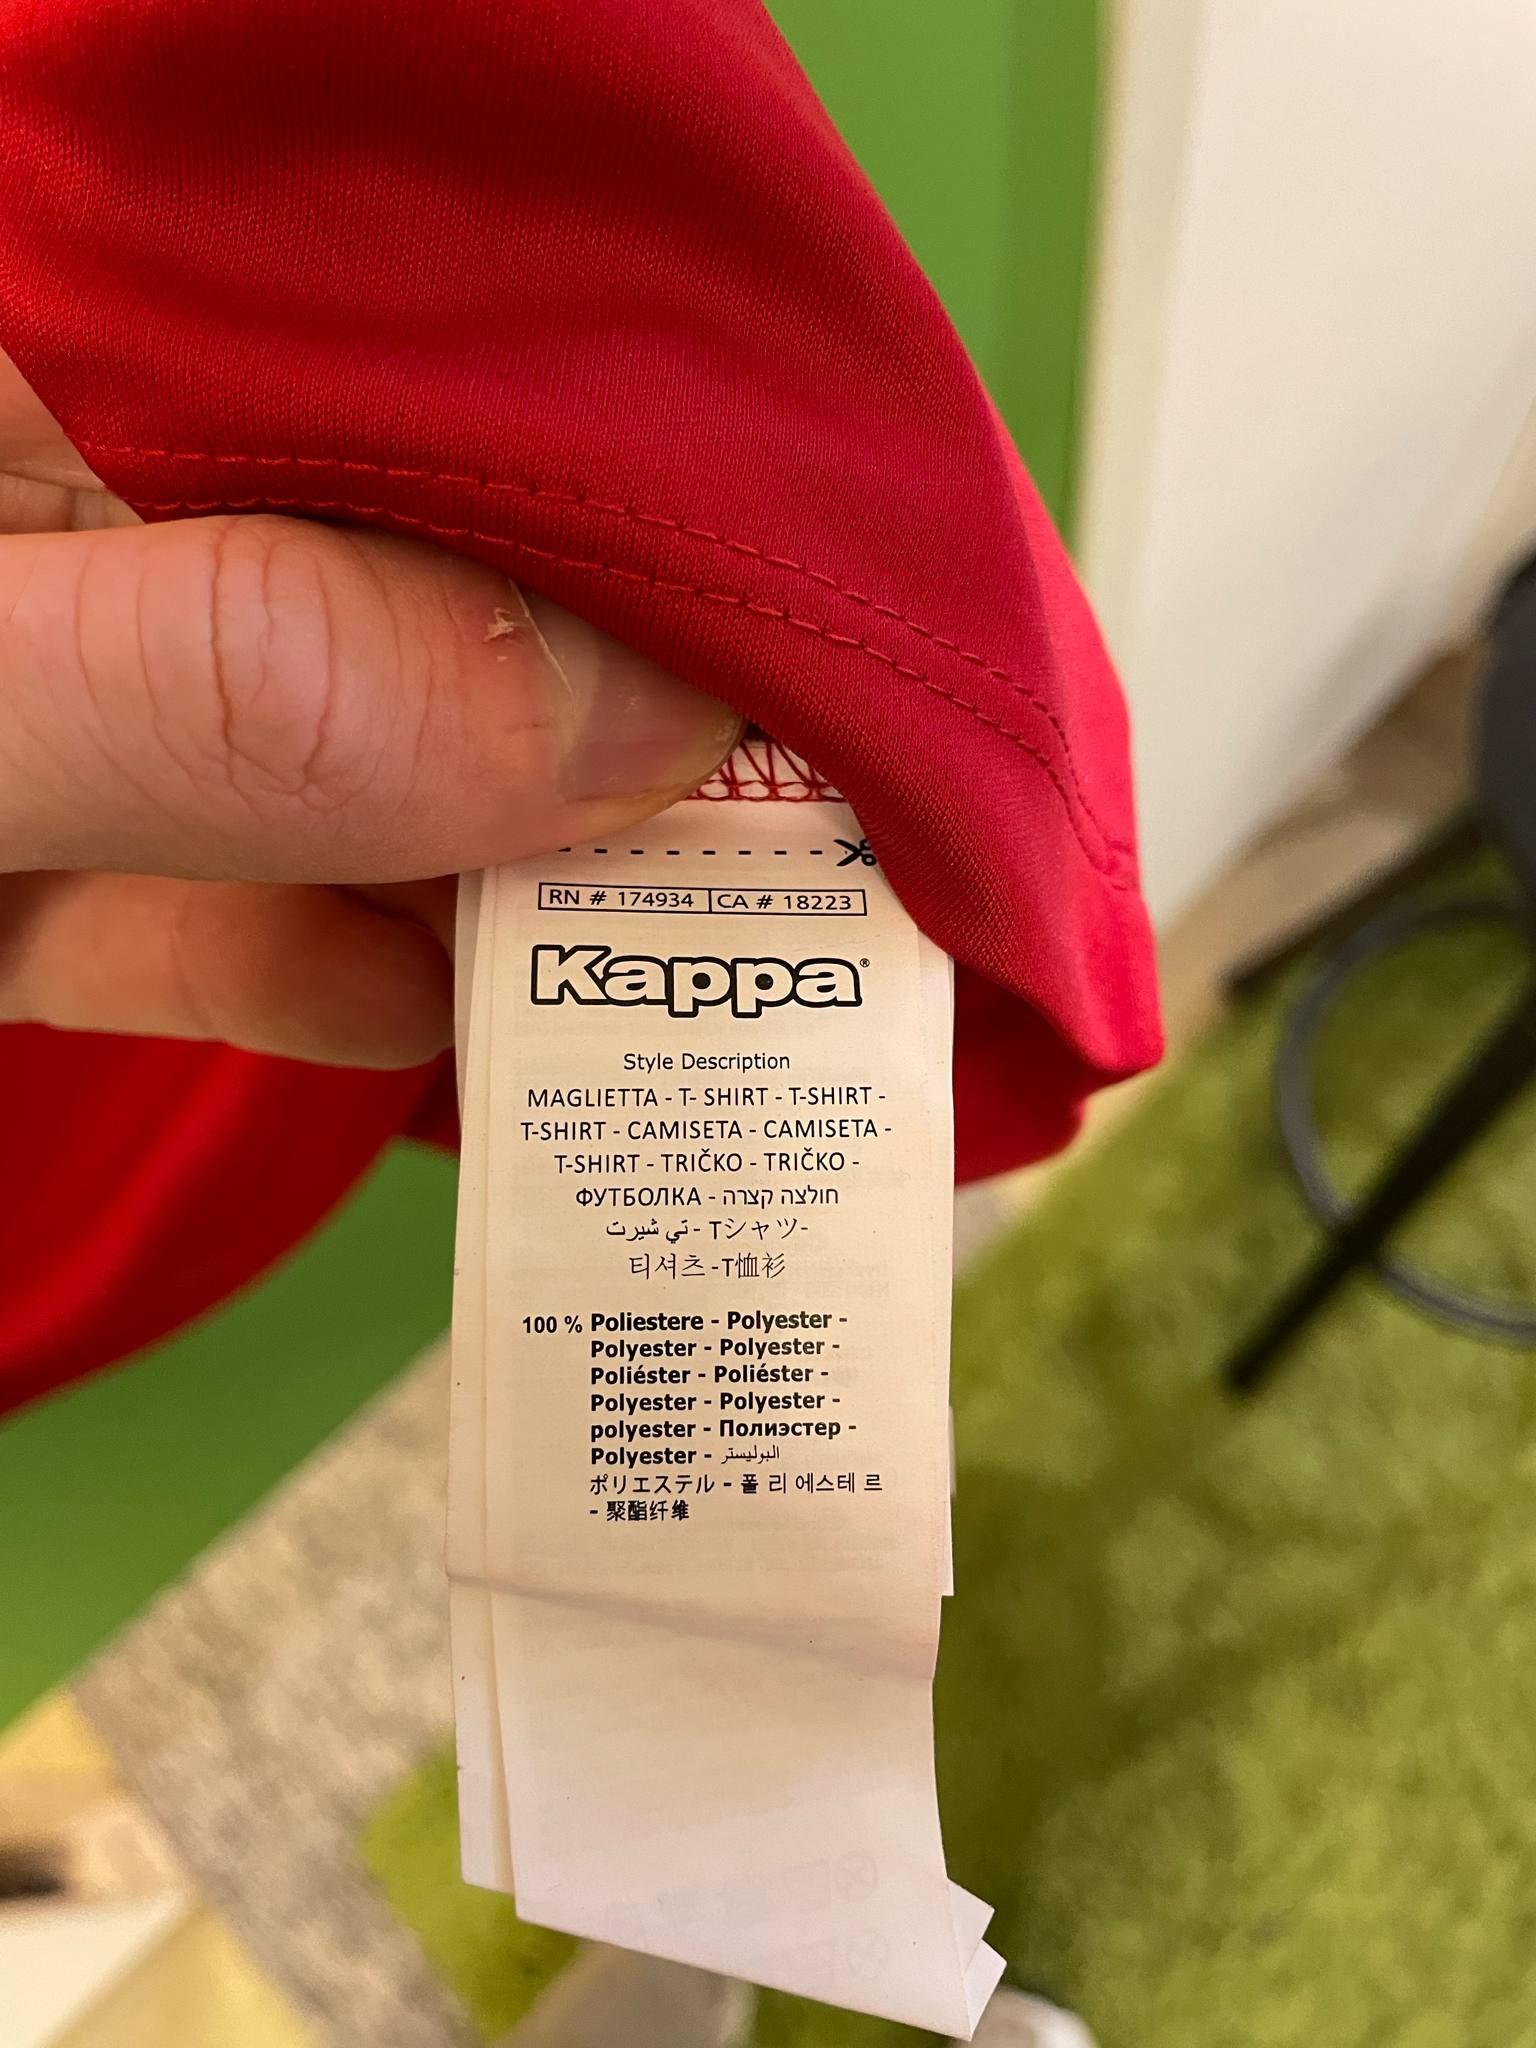 RN # 174934 CA # 18223
Kappa®
Style Description
MAGLIETTA - T- SHIRT - T-SHIRT -
T-SHIRT - CAMISETA - CAMISETA -
T-SHIRT - TRIČKO - TRIČKO -
ФУТБОЛКА - חולצה קצרה
تي شيرت - Tシャツ-
티셔츠 -T恤衫
100 % Poliestere - Polyester -
Polyester - Polyester -
Poliéster - Poliéster -
Polyester - Polyester -
polyester - Полиэстер -
Polyester - البوليستر
ポリエステル - 폴 리 에스테 르
- 聚酯纤维